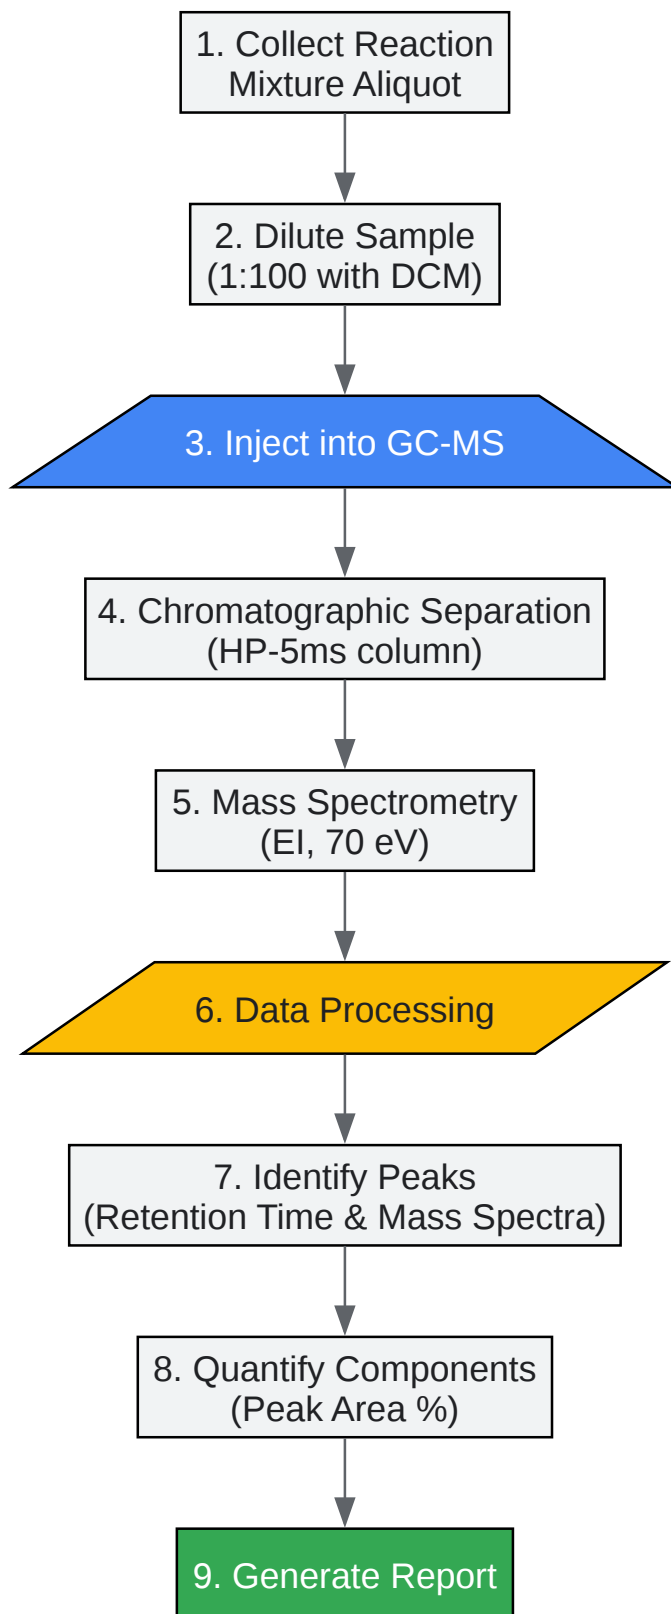 1. Collect Reaction
Mixture Aliquot
2. Dilute Sample
(1:100 with DCM)
3. Inject into GC-MS
4. Chromatographic Separation
(HP-5ms column)
5. Mass Spectrometry
(EI, 70 eV)
6. Data Processing
7. Identify Peaks
(Retention Time & Mass Spectra)
8. Quantify Components
(Peak Area %)
9. Generate Report